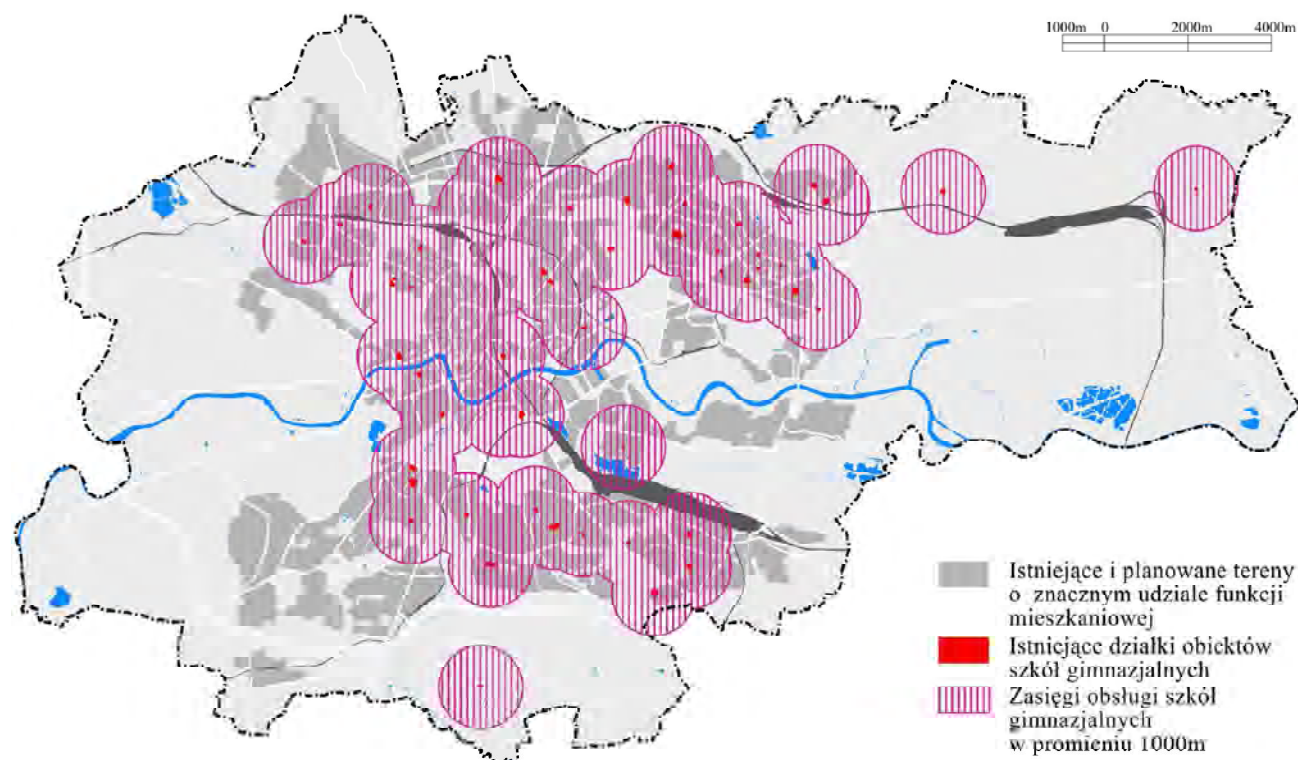 1000m 0 2000m 4000m
Istniejące i planowane tereny
o znacznym udziale funkcji
mieszkaniowej
Istniejące działki obiektów
szkół gimnazjalnych
Zasięgi obsługi szkół
gimnazjalnych
w promieniu 1000m